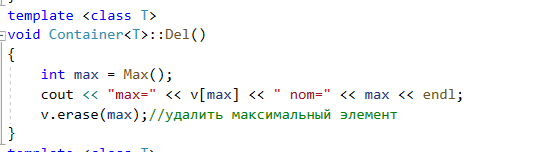 template <class T>
void Container<T>::Del()
{
int max = Max();
cout << "max=" << v[max] << " nom=" << max << endl;
v.erase(max);//удалить максимальный элемент
}